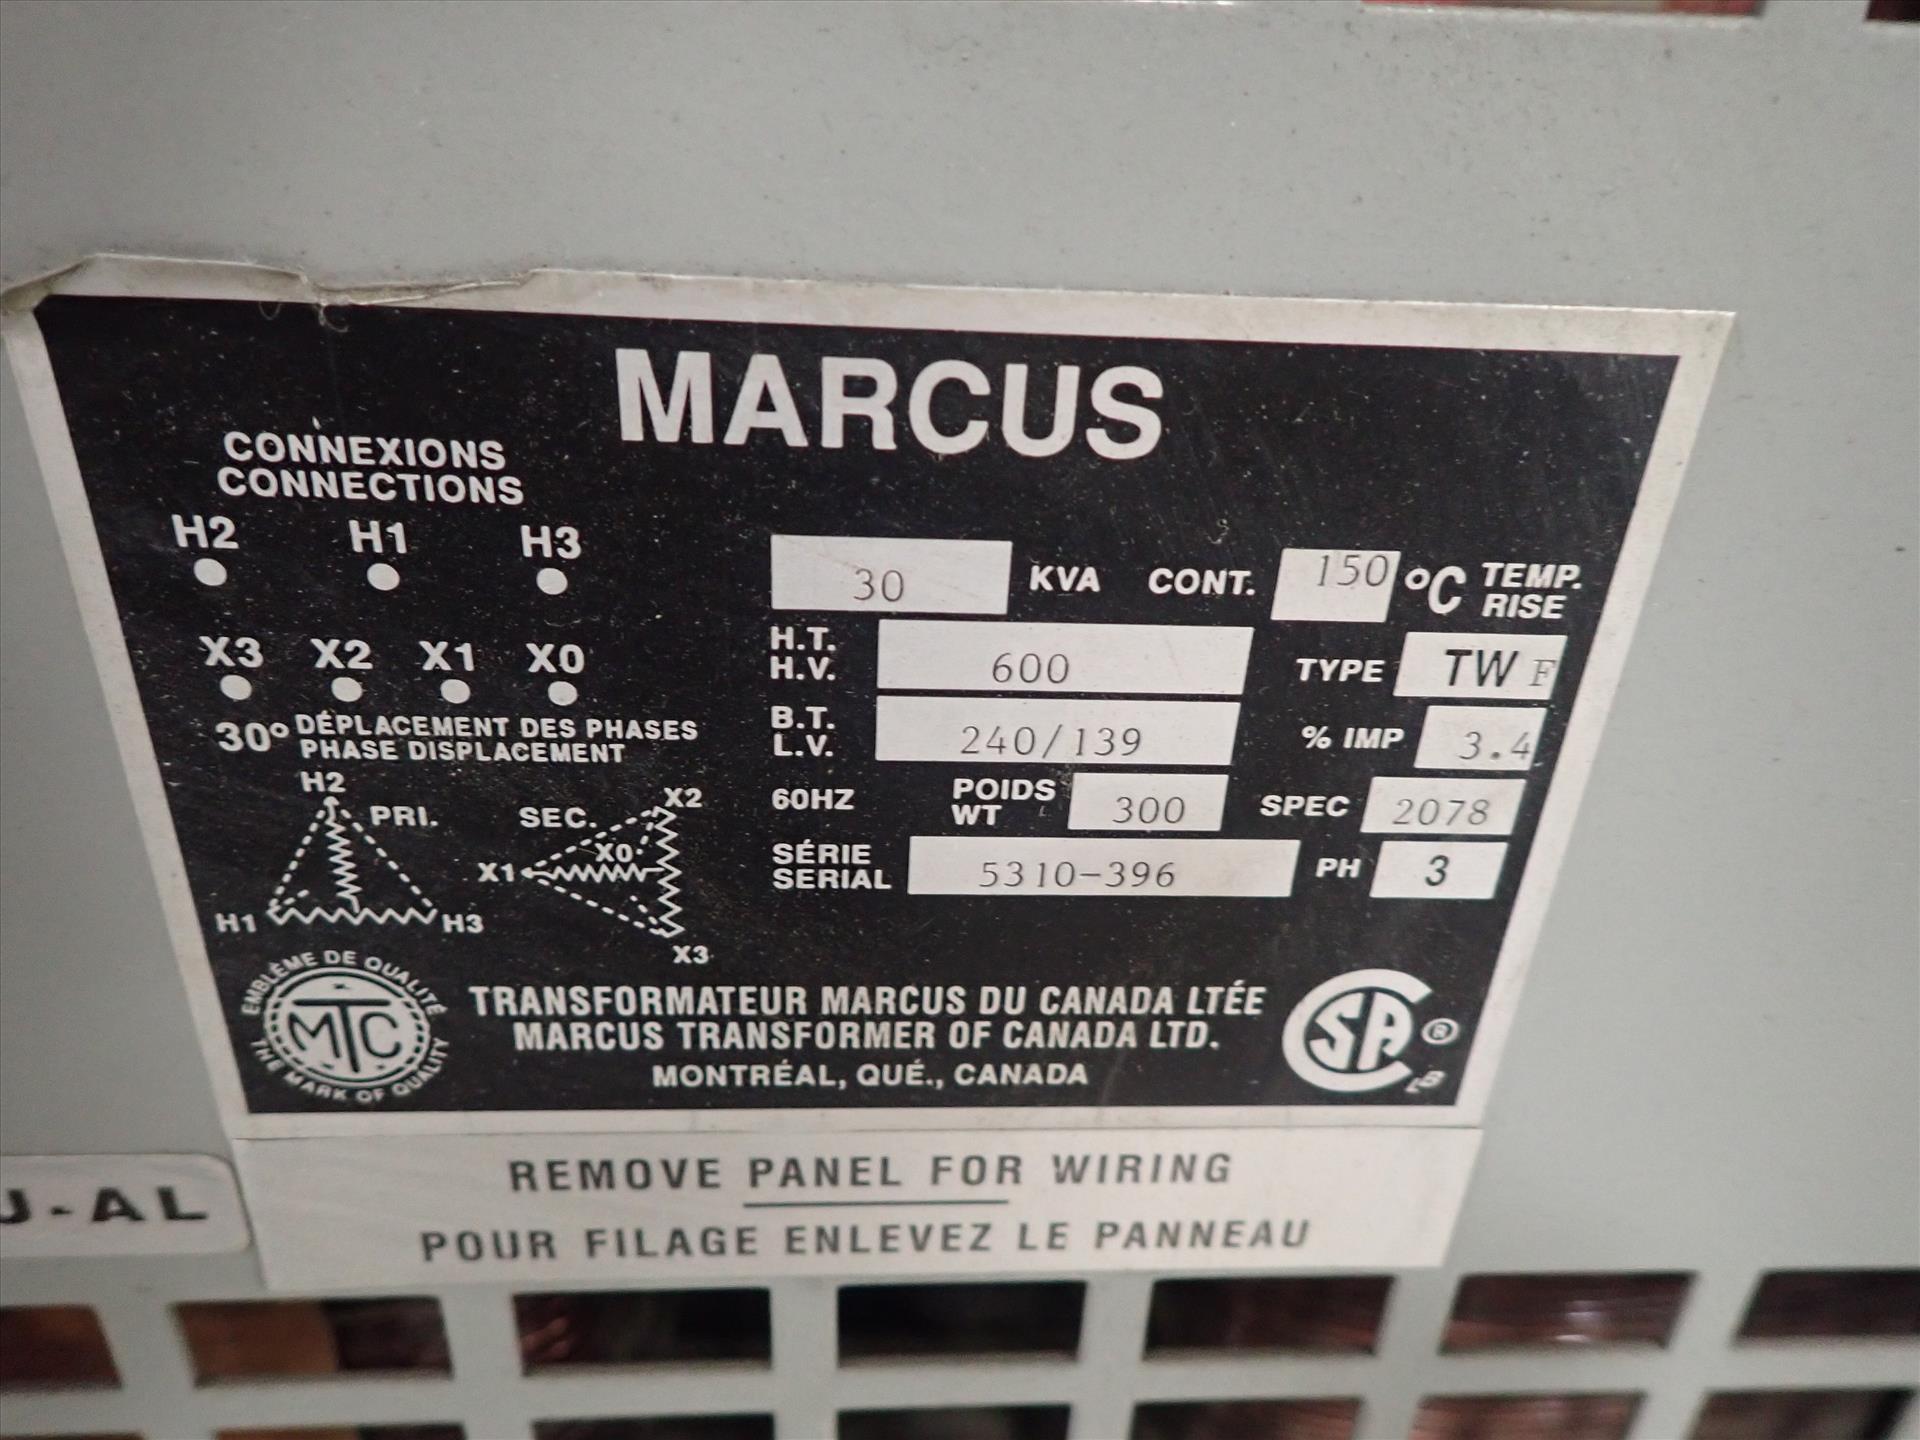 MARCUS
CONNEXIONS
CONNECTIONS
H2 H1 H3
X3 X2 X1 X0
30° DÉPLACEMENT DES PHASES
PHASE DISPLACEMENT
H2
PRI.
H1 H3
SEC.
X2
X0
X1
X3
30 KVA CONT. 150 °C TEMP. RISE
H.T.
H.V. 600 TYPE TW F
B.T.
L.V. 240/139 % IMP 3.4
60HZ POIDS WT 300 SPEC 2078
SÉRIE
SERIAL 5310-396 PH 3
EMBLÈME DE QUALITÉ
MTC
THE MARK OF QUALITY
TRANSFORMATEUR MARCUS DU CANADA LTÉE
MARCUS TRANSFORMER OF CANADA LTD.
MONTRÉAL, QUÉ., CANADA
CSA ®
REMOVE PANEL FOR WIRING
POUR FILAGE ENLEVEZ LE PANNEAU
-AL